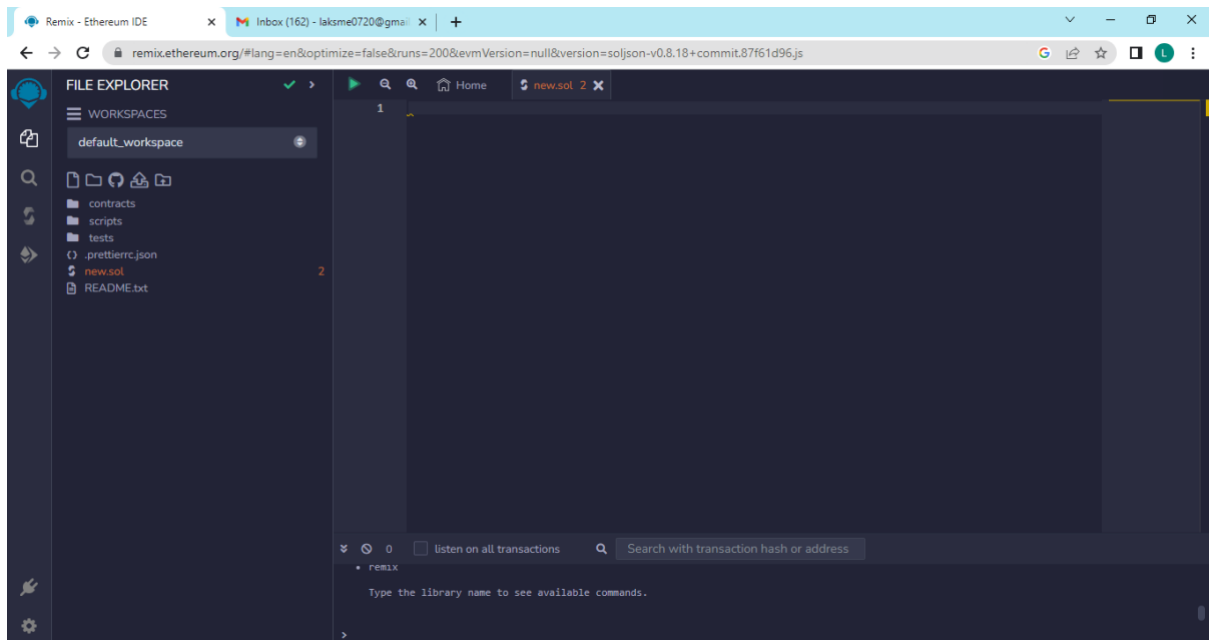 Remix - Ethereum IDE
Inbox (162) - laksme0720@gmai
remix.ethereum.org/#lang=en&optimize=false&runs=200&evmVersion=null&version=soljson-v0.8.18+commit.87f61d96.js
G
L
FILE EXPLORER
Home
new.sol 2
WORKSPACES
1
default_workspace
contracts
scripts
tests
.prettierrc.json
new.sol 2
README.txt
0 listen on all transactions Search with transaction hash or address
• remix
Type the library name to see available commands.
>